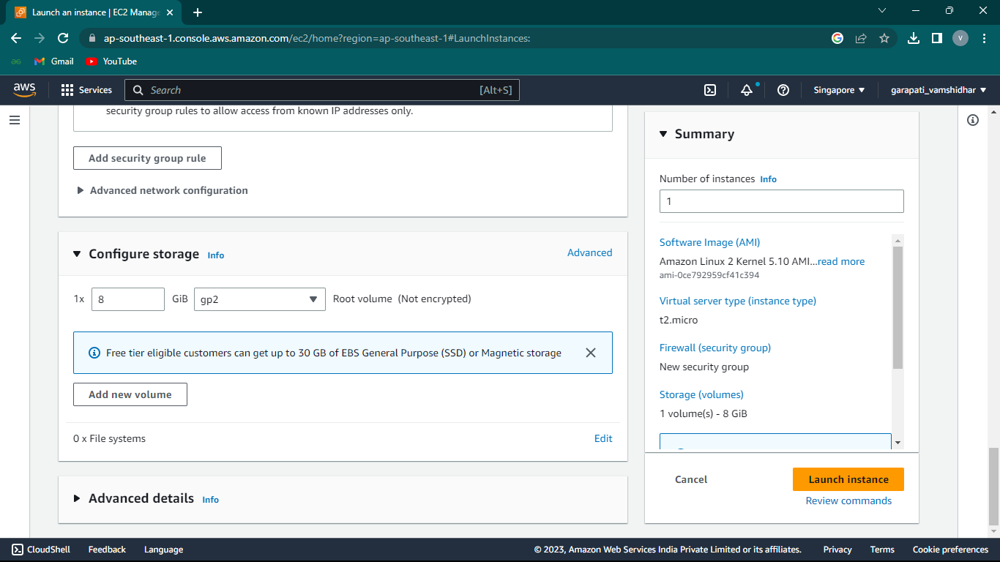 Launch an instance | EC2 Manage
ap-southeast-1.console.aws.amazon.com/ec2/home?region=ap-southeast-1#LaunchInstances:
V
Gmail
YouTube
aws
Services
Search
[Alt+S]
Singapore
garapati_vamshidhar
security group rules to allow access from known IP addresses only.
Add security group rule
Advanced network configuration
Configure storage Info
Advanced
1x 8 GiB gp2 Root volume (Not encrypted)
Free tier eligible customers can get up to 30 GB of EBS General Purpose (SSD) or Magnetic storage
Add new volume
0 x File systems
Edit
Advanced details Info
Summary
Number of instances Info
1
Software Image (AMI)
Amazon Linux 2 Kernel 5.10 AMI...read more
ami-0ce792959cf41c394
Virtual server type (instance type)
t2.micro
Firewall (security group)
New security group
Storage (volumes)
1 volume(s) - 8 GiB
Cancel
Launch instance
Review commands
CloudShell
Feedback
Language
© 2023, Amazon Web Services India Private Limited or its affiliates.
Privacy
Terms
Cookie preferences